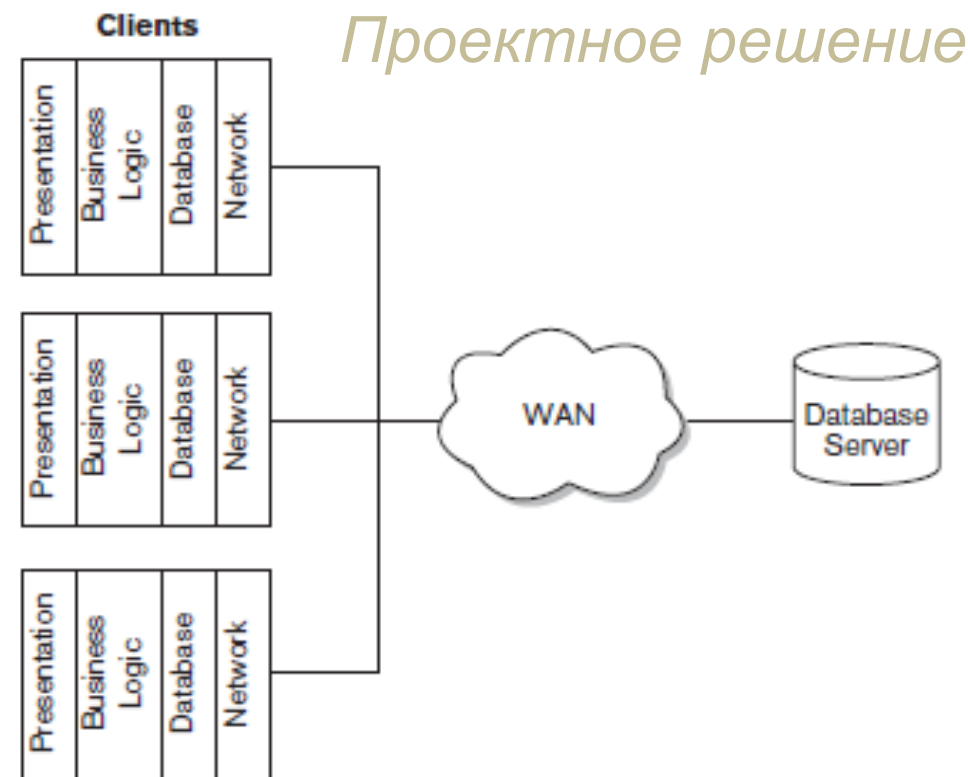 Проектное решение
Clients
Presentation
Business
Logic
Database
Network
Presentation
Business
Logic
Database
Network
Presentation
Business
Logic
Database
Network
WAN
Database
Server